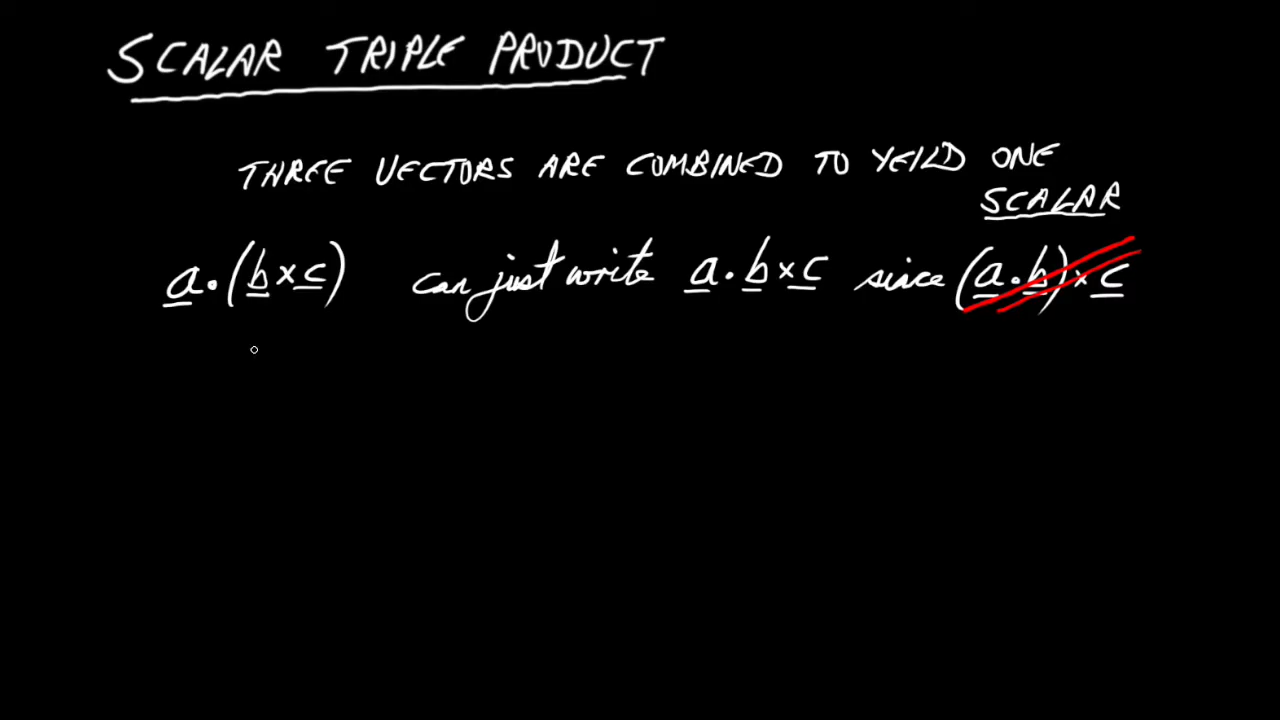 SCALAR TRIPLE PRODUCT
THREE VECTORS ARE COMBINED TO YEILD ONE
SCALAR
a·(b×c) can just write a·b×c since (a·b)×c